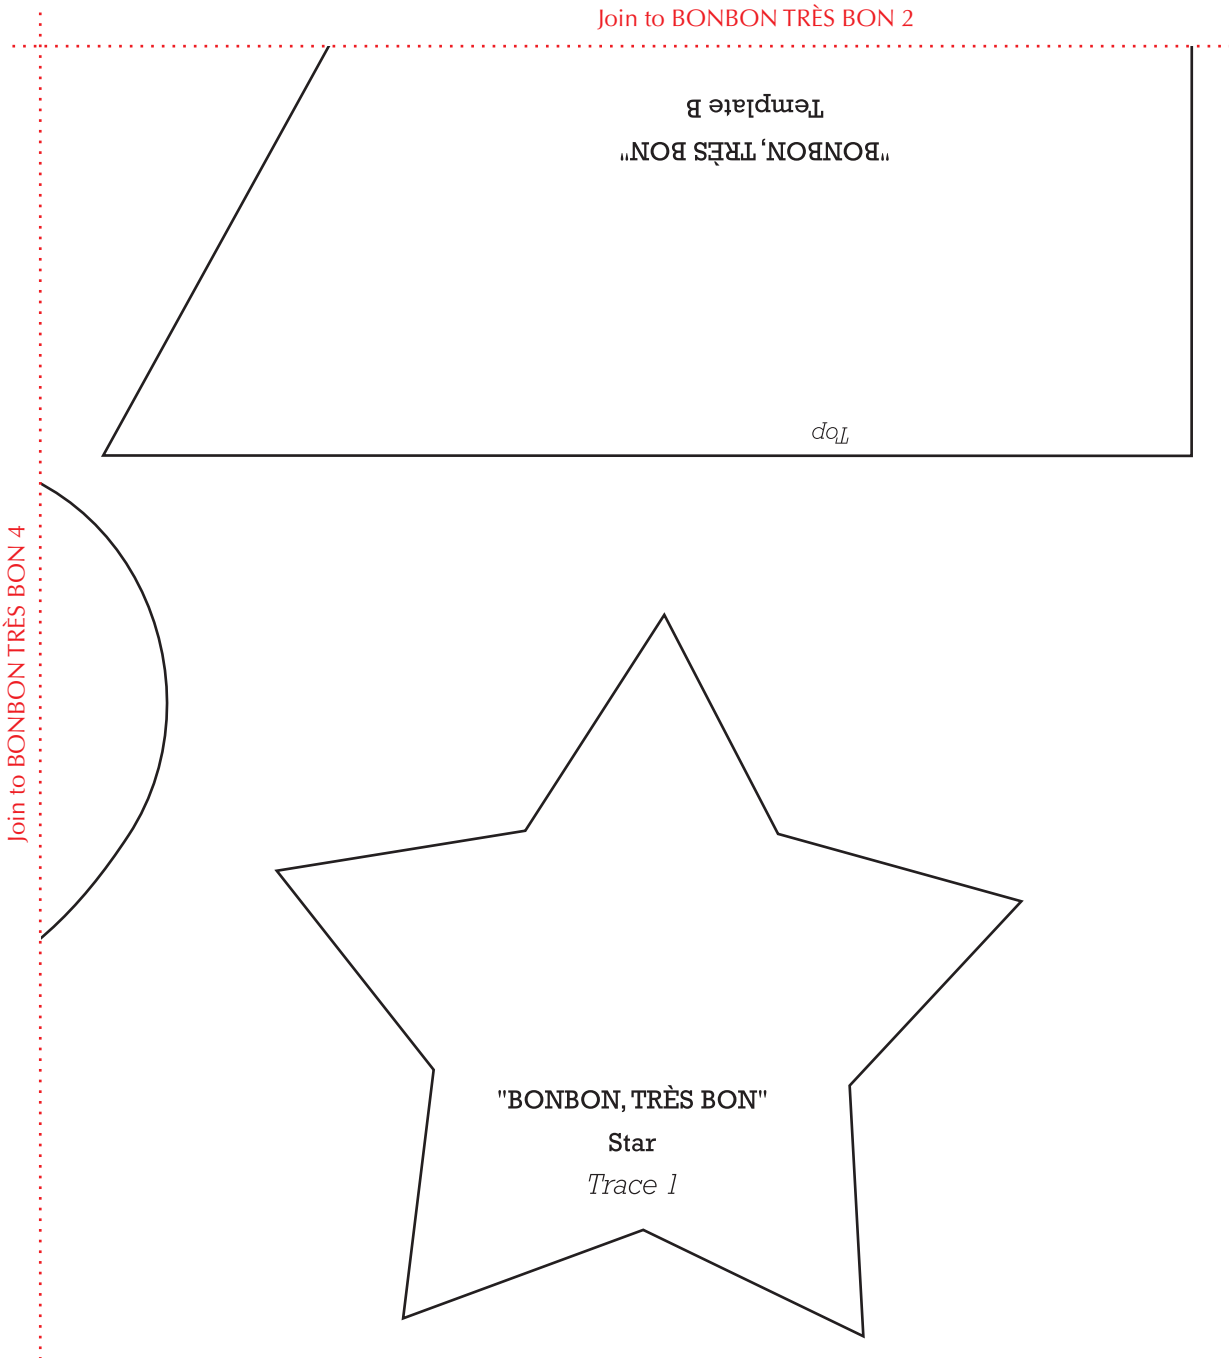 Join to BONBON TRÈS BON 2
"BONBON, TRÈS BON"
Template B
Top
Join to BONBON TRÈS BON 4
"BONBON, TRÈS BON"
Star
Trace 1